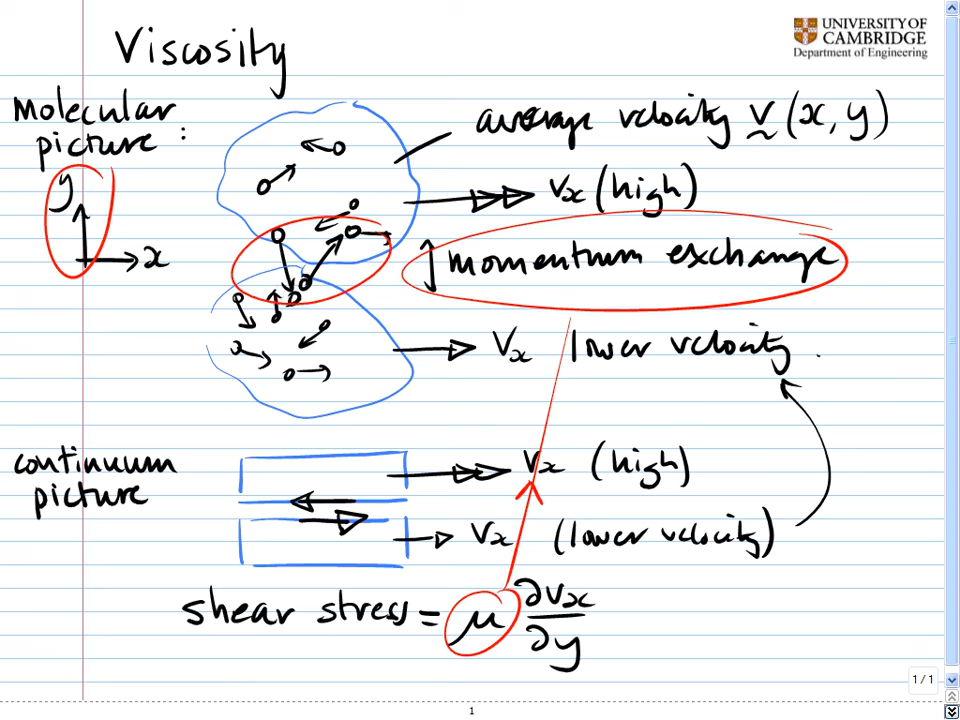 Viscosity
UNIVERSITY OF
CAMBRIDGE
Department of Engineering
Molecular
picture :
average velocity v (x, y)
y
x
vx (high)
momentum exchange
vx lower velocity
continuum
picture
vx (high)
vx (lower velocity)
shear stress = μ ∂vx/∂y
1 / 1
1